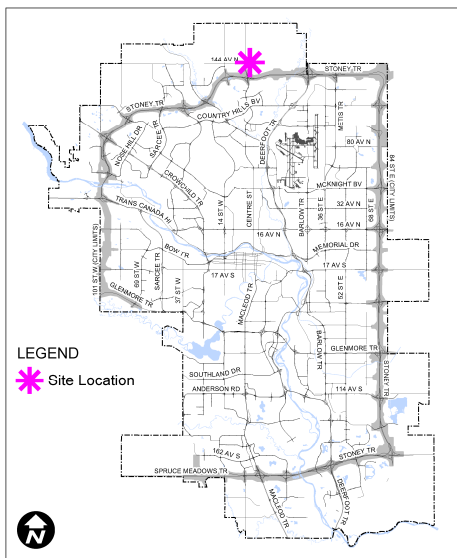 144 AV N
STONEY TR
STONEY TR
COUNTRY HILLS BV
NOSE HILL DR
SARCEE TR
DEERFOOT TR
METIS TR
80 AV N
CROWCHILD TR
MCKNIGHT BV
84 ST E (CITY LIMITS)
TRANS CANADA HI
14 ST W
CENTRE ST
BARLOW TR
36 ST E
32 AV N
68 ST E
16 AV N
16 AV N
101 ST W (CITY LIMITS)
BOW TR
MEMORIAL DR
69 ST W
SARCEE TR
37 ST W
17 AV S
17 AV S
52 ST E
GLENMORE TR
MACLEOD TR
BARLOW TR
GLENMORE TR
LEGEND
Site Location
SOUTHLAND DR
ANDERSON RD
114 AV S
STONEY TR
162 AV S
STONEY TR
SPRUCE MEADOWS TR
MACLEOD TR
DEERFOOT TR
N